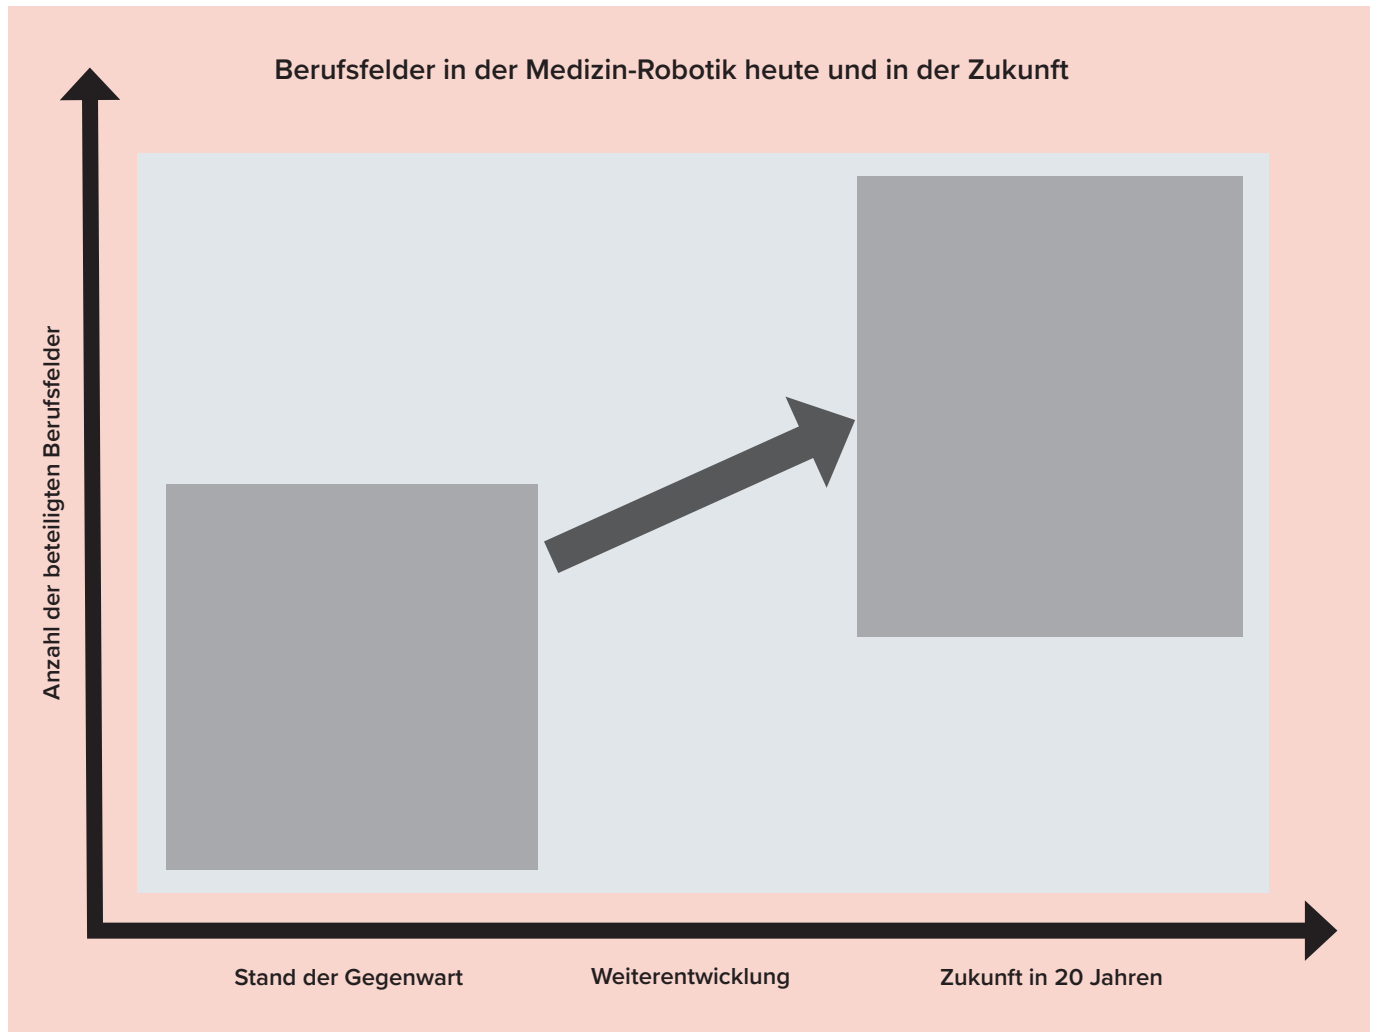 Berufsfelder in der Medizin-Robotik heute und in der Zukunft
Anzahl der beteiligten Berufsfelder
Stand der Gegenwart
Weiterentwicklung
Zukunft in 20 Jahren